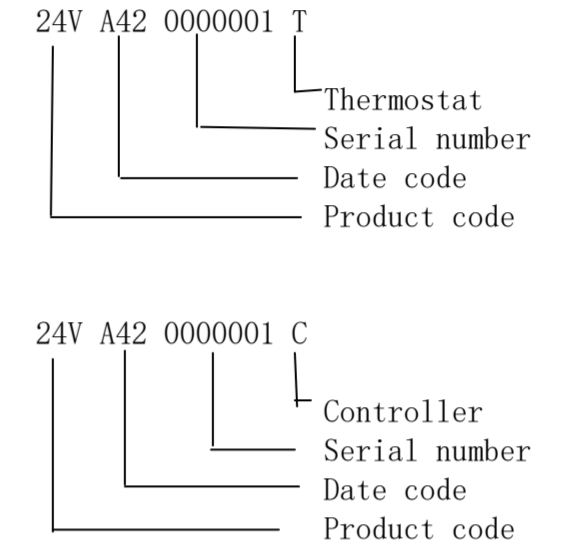 24V A42 0000001 T
Thermostat
Serial number
Date code
Product code
24V A42 0000001 C
Controller
Serial number
Date code
Product code